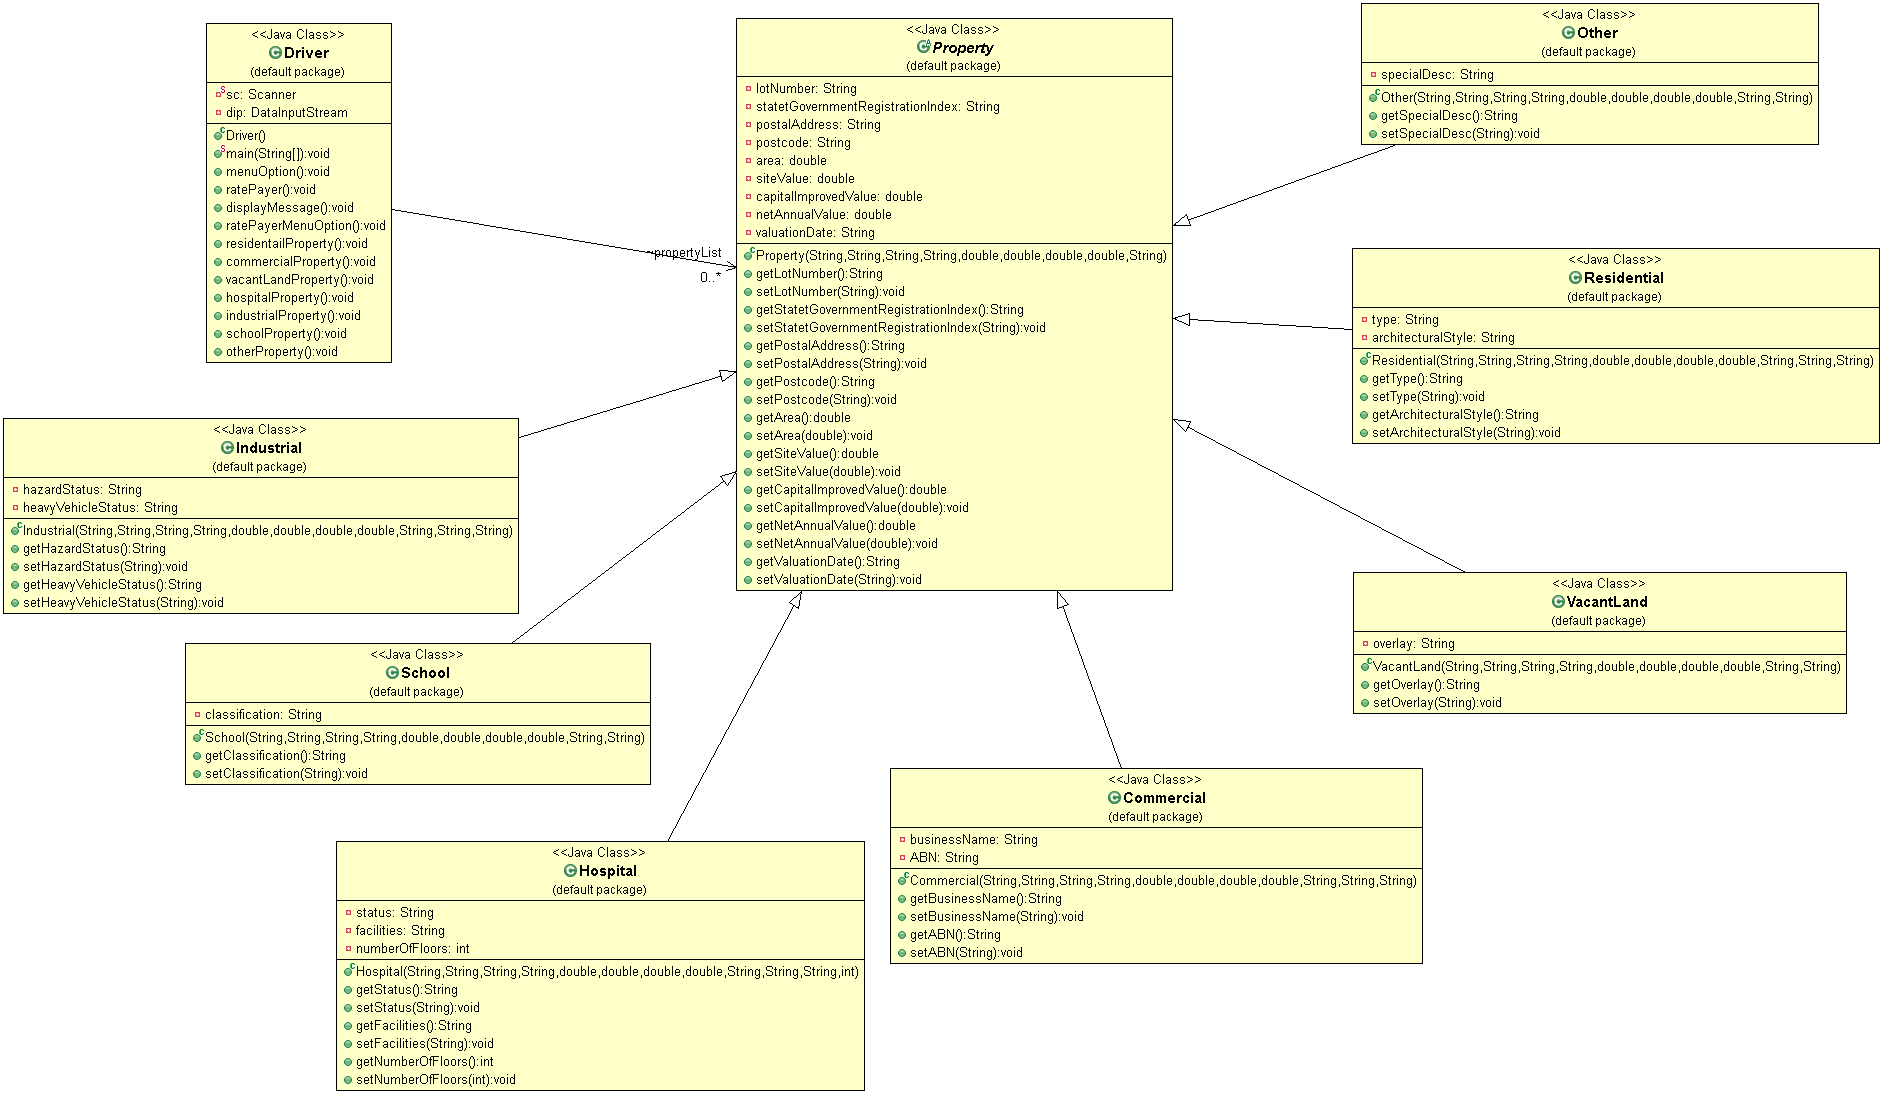 <<Java Class>>
Driver
(default package)
sc: Scanner
dip: DataInputStream
Driver()
main(String[]):void
menuOption():void
ratePayer():void
displayMessage():void
ratePayerMenuOption():void
residentailProperty():void
commercialProperty():void
vacantLandProperty():void
hospitalProperty():void
industrialProperty():void
schoolProperty():void
otherProperty():void
~propertyList
0..*
<<Java Class>>
Property
(default package)
lotNumber: String
statetGovernmentRegistrationIndex: String
postalAddress: String
postcode: String
area: double
siteValue: double
capitalImprovedValue: double
netAnnualValue: double
valuationDate: String
Property(String,String,String,String,double,double,double,double,String)
getLotNumber():String
setLotNumber(String):void
getStatetGovernmentRegistrationIndex():String
setStatetGovernmentRegistrationIndex(String):void
getPostalAddress():String
setPostalAddress(String):void
getPostcode():String
setPostcode(String):void
getArea():double
setArea(double):void
getSiteValue():double
setSiteValue(double):void
getCapitalImprovedValue():double
setCapitalImprovedValue(double):void
getNetAnnualValue():double
setNetAnnualValue(double):void
getValuationDate():String
setValuationDate(String):void
<<Java Class>>
Other
(default package)
specialDesc: String
Other(String,String,String,String,double,double,double,double,String,String)
getSpecialDesc():String
setSpecialDesc(String):void
<<Java Class>>
Residential
(default package)
type: String
architecturalStyle: String
Residential(String,String,String,String,double,double,double,double,String,String,String)
getType():String
setType(String):void
getArchitecturalStyle():String
setArchitecturalStyle(String):void
<<Java Class>>
Industrial
(default package)
hazardStatus: String
heavyVehicleStatus: String
Industrial(String,String,String,String,double,double,double,double,String,String,String)
getHazardStatus():String
setHazardStatus(String):void
getHeavyVehicleStatus():String
setHeavyVehicleStatus(String):void
<<Java Class>>
VacantLand
(default package)
overlay: String
VacantLand(String,String,String,String,double,double,double,double,String,String)
getOverlay():String
setOverlay(String):void
<<Java Class>>
School
(default package)
classification: String
School(String,String,String,String,double,double,double,double,String,String)
getClassification():String
setClassification(String):void
<<Java Class>>
Commercial
(default package)
businessName: String
ABN: String
Commercial(String,String,String,String,double,double,double,double,String,String,String)
getBusinessName():String
setBusinessName(String):void
getABN():String
setABN(String):void
<<Java Class>>
Hospital
(default package)
status: String
facilities: String
numberOfFloors: int
Hospital(String,String,String,String,double,double,double,double,String,String,String,int)
getStatus():String
setStatus(String):void
getFacilities():String
setFacilities(String):void
getNumberOfFloors():int
setNumberOfFloors(int):void